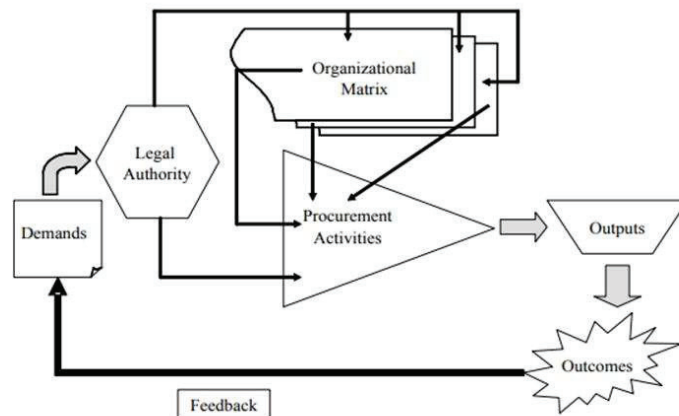 Organizational
Matrix
Legal
Authority
Demands
Procurement
Activities
Outputs
Outcomes
Feedback